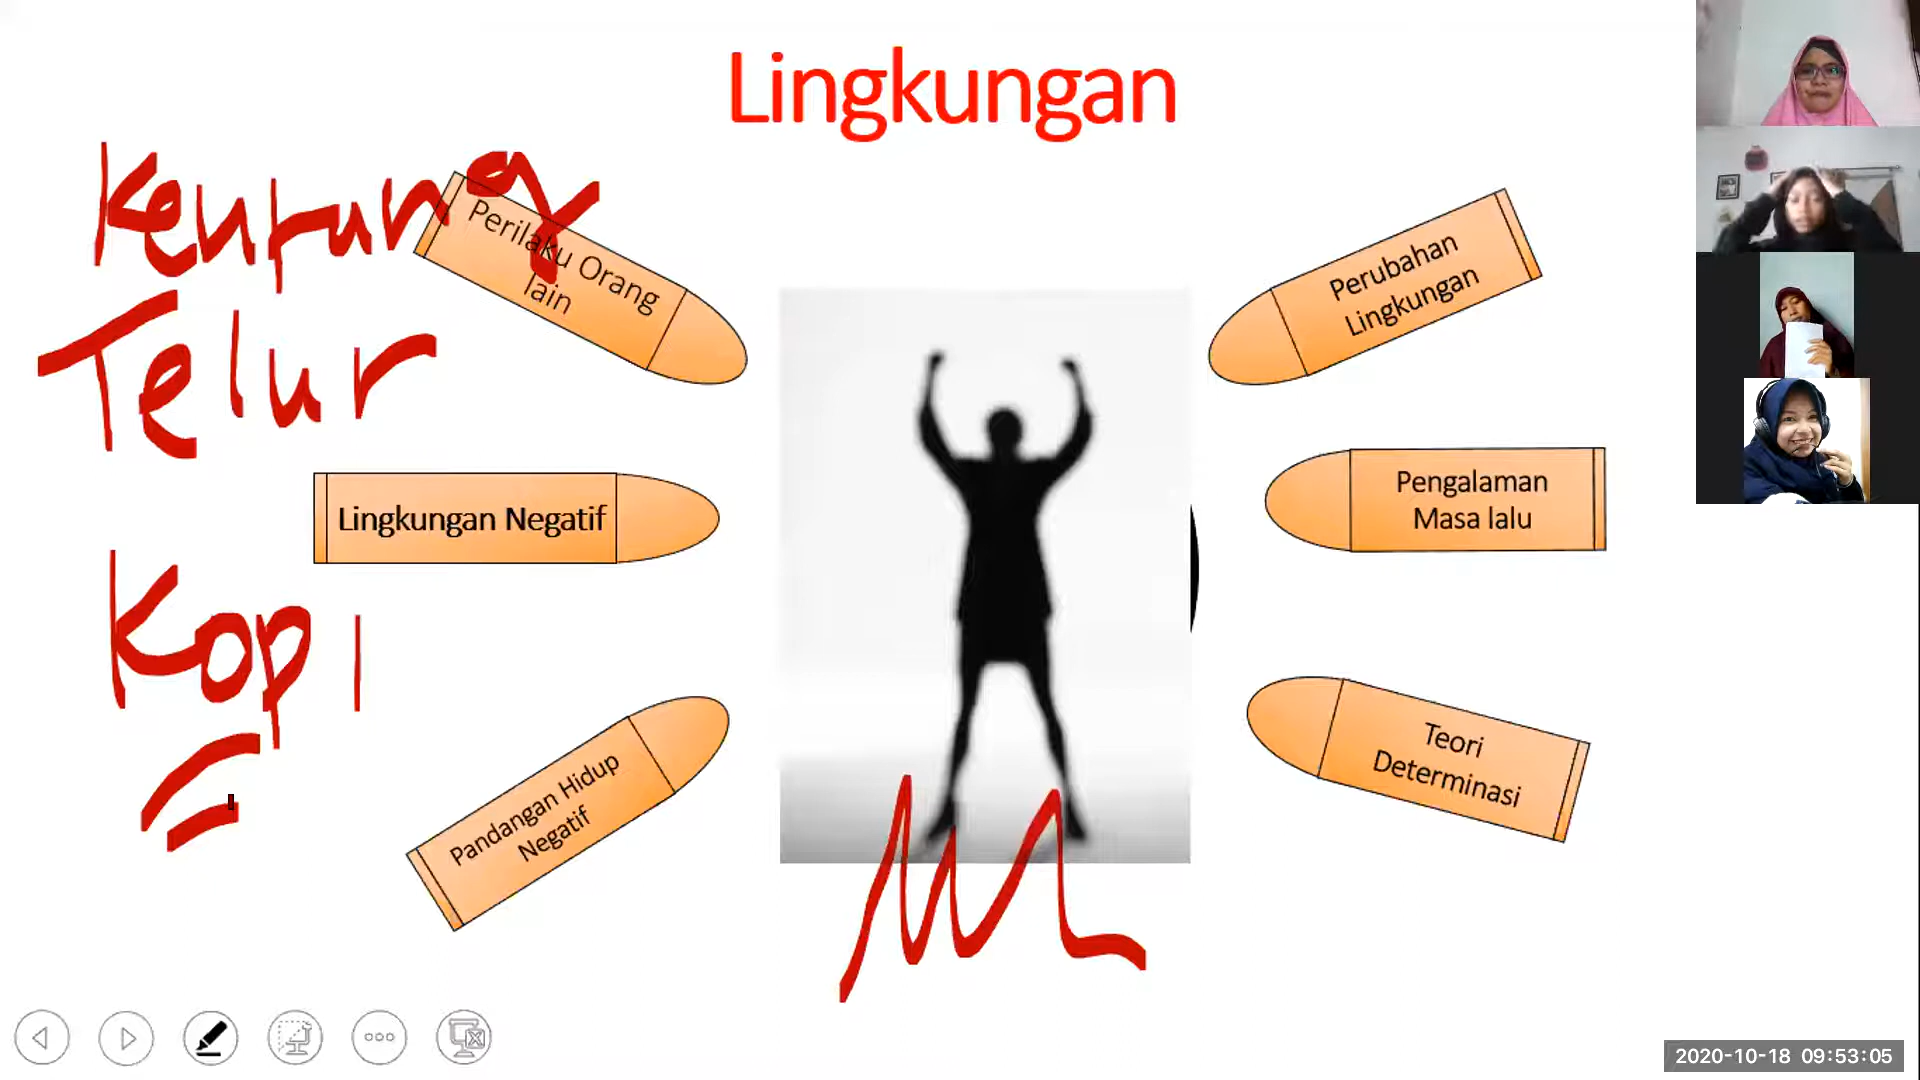 Lingkungan
Kentang
Telur
Kopi
Perilaku Orang
lain
Lingkungan Negatif
Pandangan Hidup
Negatif
Perubahan
Lingkungan
Pengalaman
Masa lalu
Teori
Determinasi
2020-10-18 09:53:05